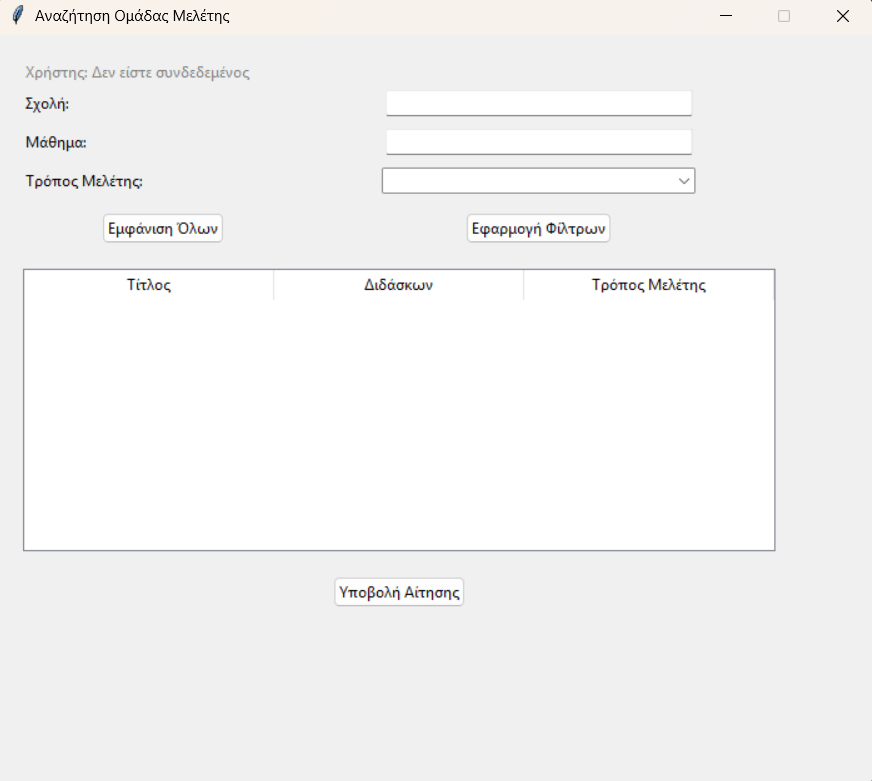 Αναζήτηση Ομάδας Μελέτης
Χρήστης: Δεν είστε συνδεδεμένος
Σχολή:
Μάθημα:
Τρόπος Μελέτης:
Εμφάνιση Όλων Εφαρμογή Φίλτρων
Τίτλος Διδάσκων Τρόπος Μελέτης
Υποβολή Αίτησης